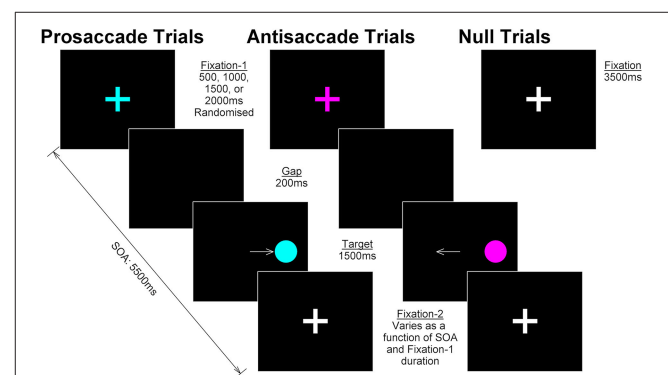 Prosaccade Trials
Antisaccade Trials
Null Trials
Fixation-1
500, 1000,
1500, or
2000ms
Randomised
Fixation
3500ms
Gap
200ms
SOA: 5500ms
Target
1500ms
Fixation-2
Varies as a
function of SOA
and Fixation-1
duration